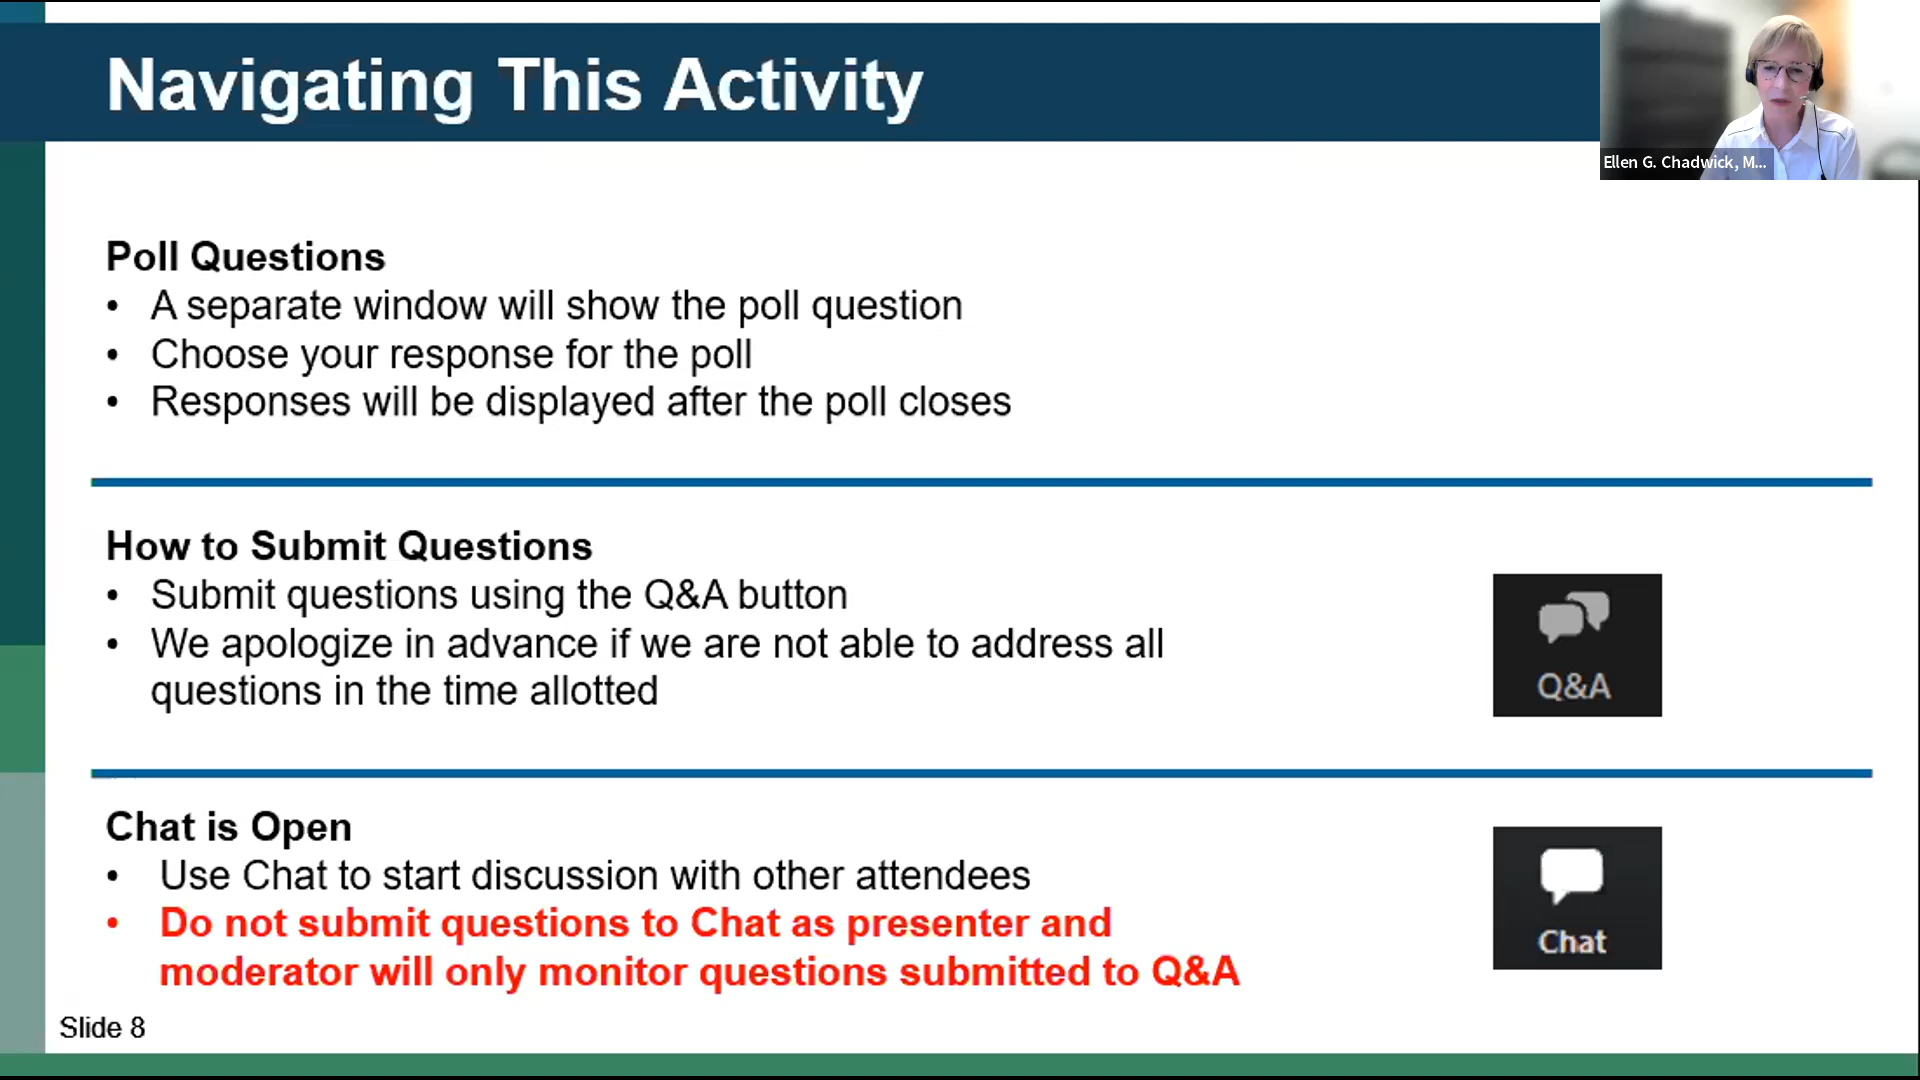 Navigating This Activity
Ellen G. Chadwick, M...
Poll Questions
• A separate window will show the poll question
• Choose your response for the poll
• Responses will be displayed after the poll closes
How to Submit Questions
• Submit questions using the Q&A button
• We apologize in advance if we are not able to address all
questions in the time allotted
Q&A
Chat is Open
• Use Chat to start discussion with other attendees
• Do not submit questions to Chat as presenter and
moderator will only monitor questions submitted to Q&A
Chat
Slide 8